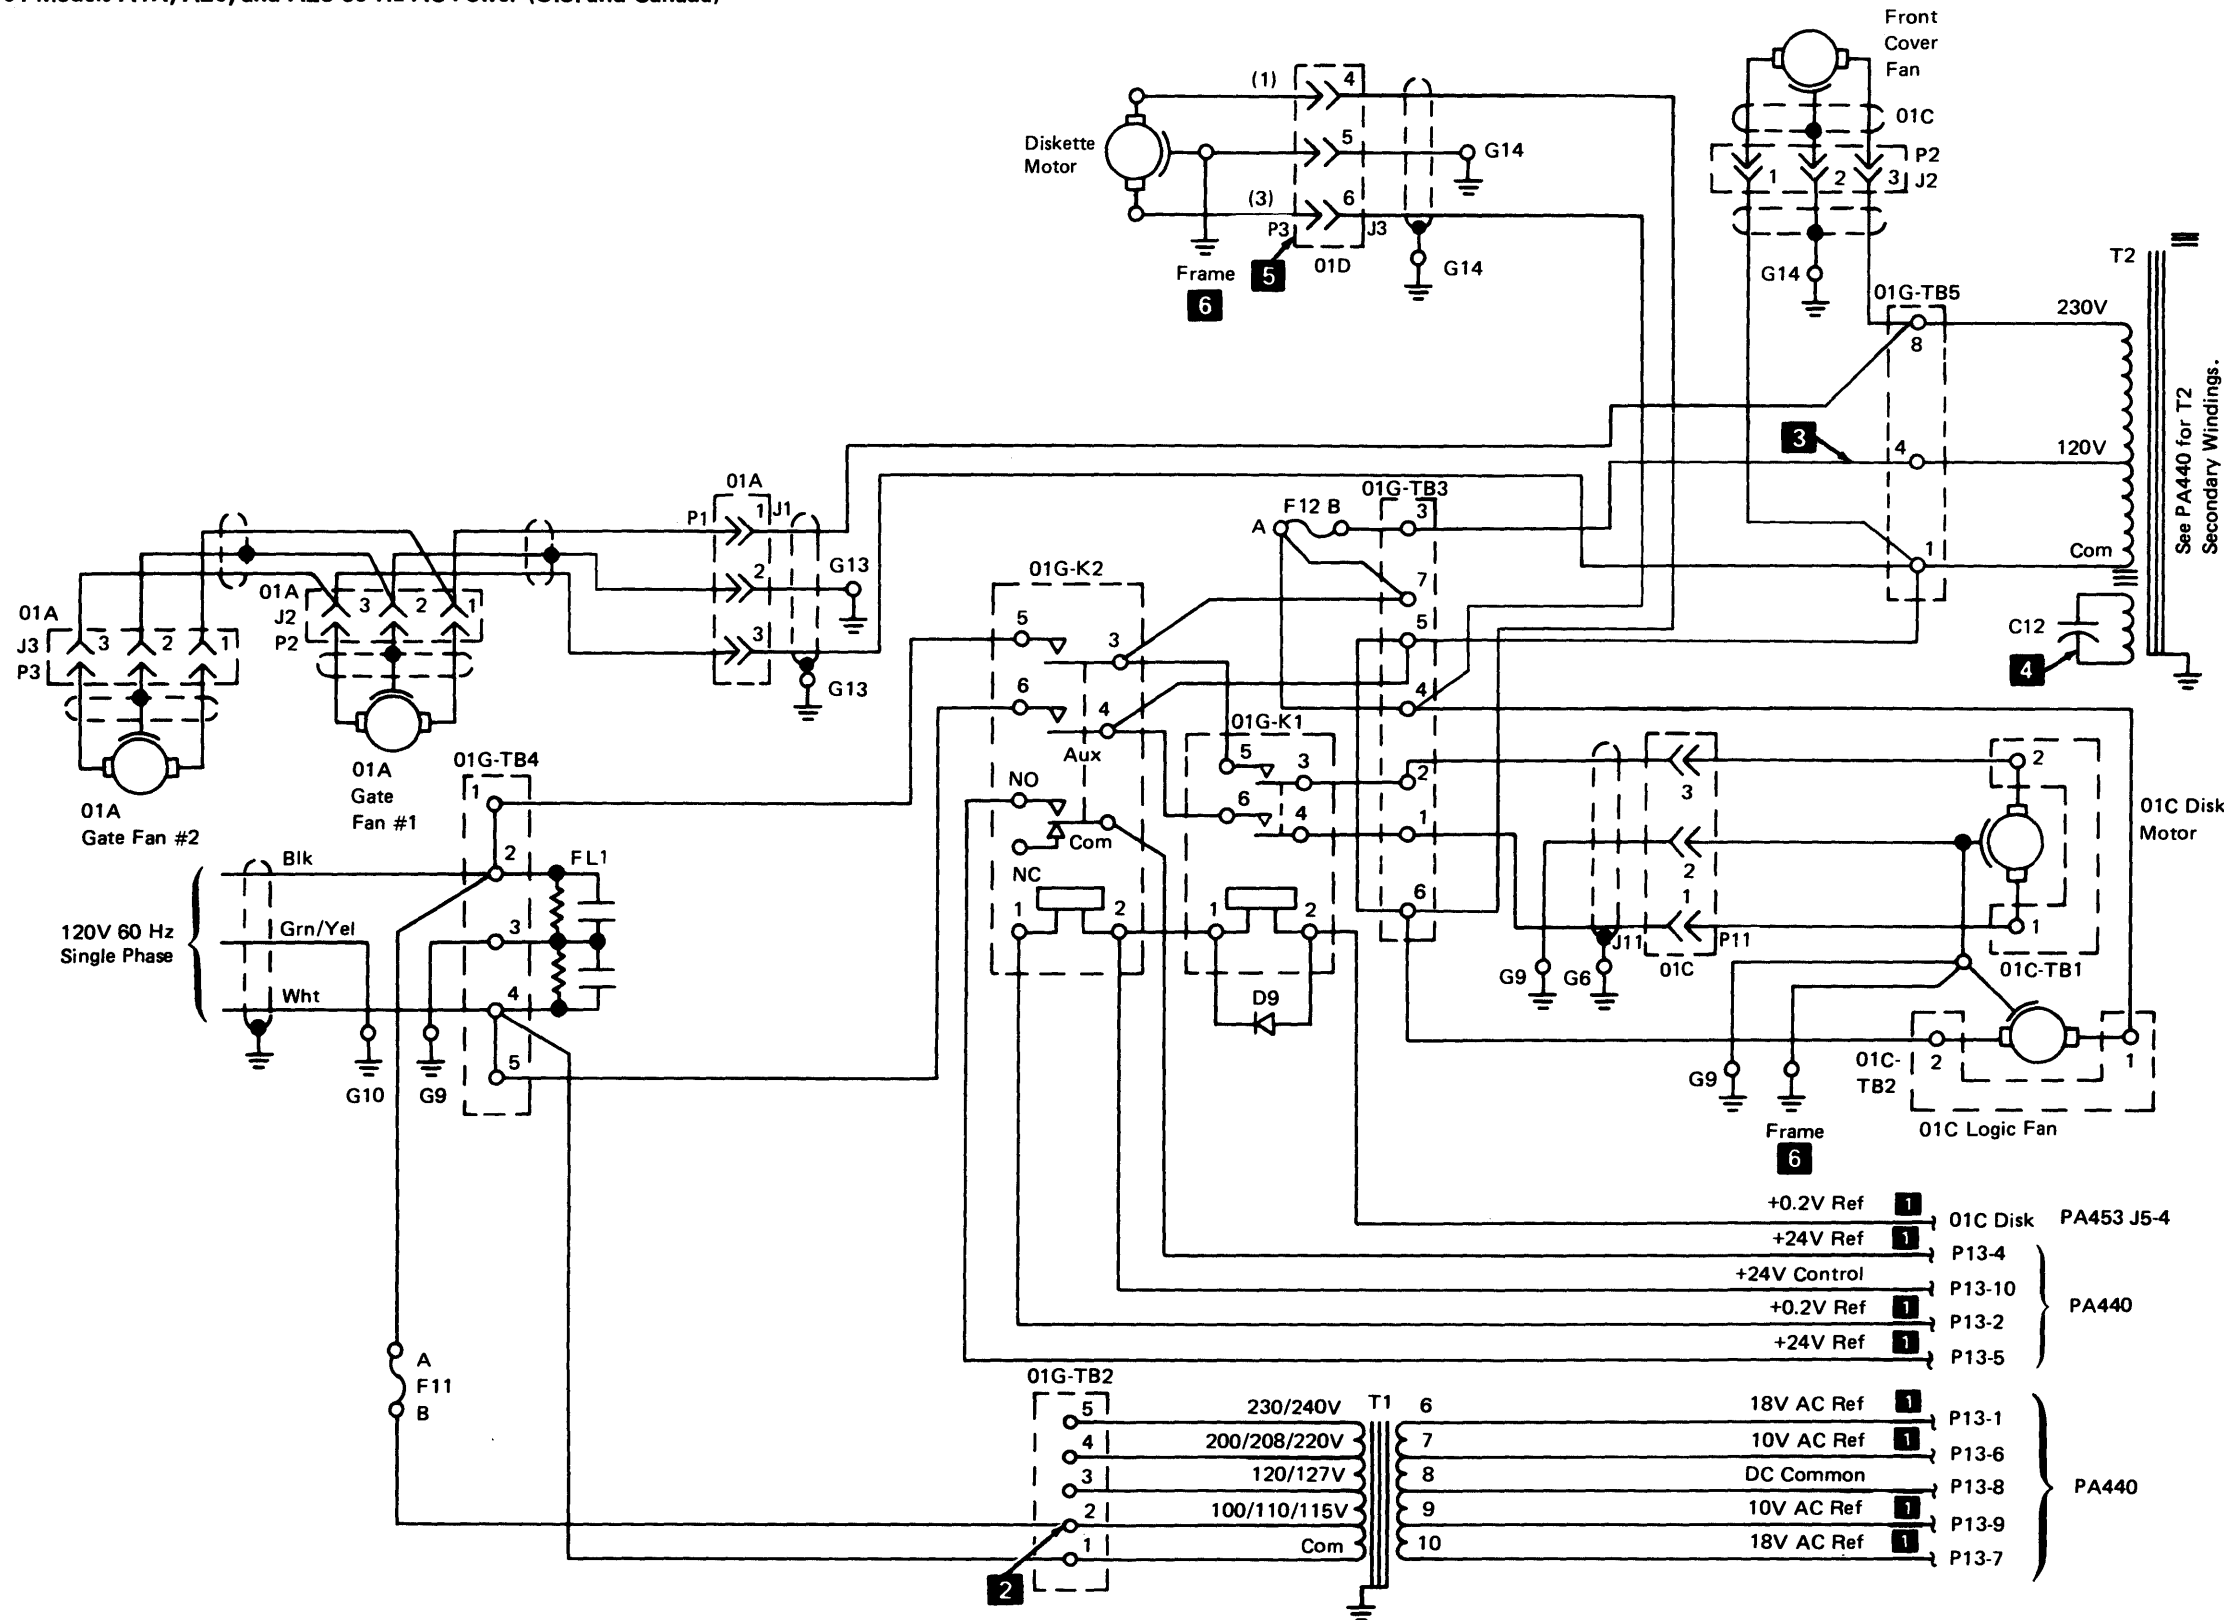 Front
Cover
Fan
01C
P2
J2
1
2
3
G14
(1)
4
Diskette
Motor
5
G14
(3)
6
P3
J3
01D
5
Frame
6
G14
T2
01G-TB5
230V
8
See PA440 for T2
Secondary Windings.
3
4
120V
1
Com
C12
4
01A
P1
1
J1
2
G13
3
G13
F12
A
B
01G-TB3
3
7
5
4
2
1
6
01A
J3
3
2
1
P3
01A
J2
3
2
1
P2
01A
Gate Fan #2
01A
Gate
Fan #1
01G-K2
5
3
6
4
Aux
NO
Com
NC
1
2
01G-K1
5
3
6
4
1
2
D9
01G-TB4
1
2
3
4
5
FL1
Blk
Grn/Yel
Wht
120V 60 Hz
Single Phase
G10
G9
3
2
1
J11
P11
01C
G9
G6
2
1
01C Disk
Motor
01C-TB1
01C-
TB2
2
1
01C Logic Fan
G9
Frame
6
+0.2V Ref
1
01C Disk
PA453 J5-4
+24V Ref
1
P13-4
+24V Control
P13-10
+0.2V Ref
1
P13-2
+24V Ref
1
P13-5
PA440
A
F11
B
01G-TB2
5
230/240V
4
200/208/220V
3
120/127V
2
100/110/115V
1
Com
2
T1
6
18V AC Ref
1
P13-1
7
10V AC Ref
1
P13-6
8
DC Common
P13-8
9
10V AC Ref
1
P13-9
10
18V AC Ref
1
P13-7
PA440